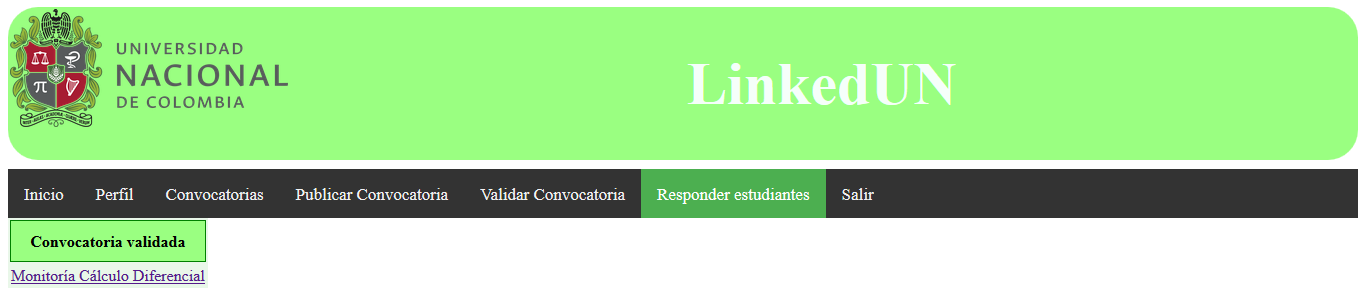 UNIVERSIDAD
NACIONAL
DE COLOMBIA
LinkedUN
Inicio Perfil Convocatorias Publicar Convocatoria Validar Convocatoria Responder estudiantes Salir
Convocatoria validada
Monitoría Cálculo Diferencial